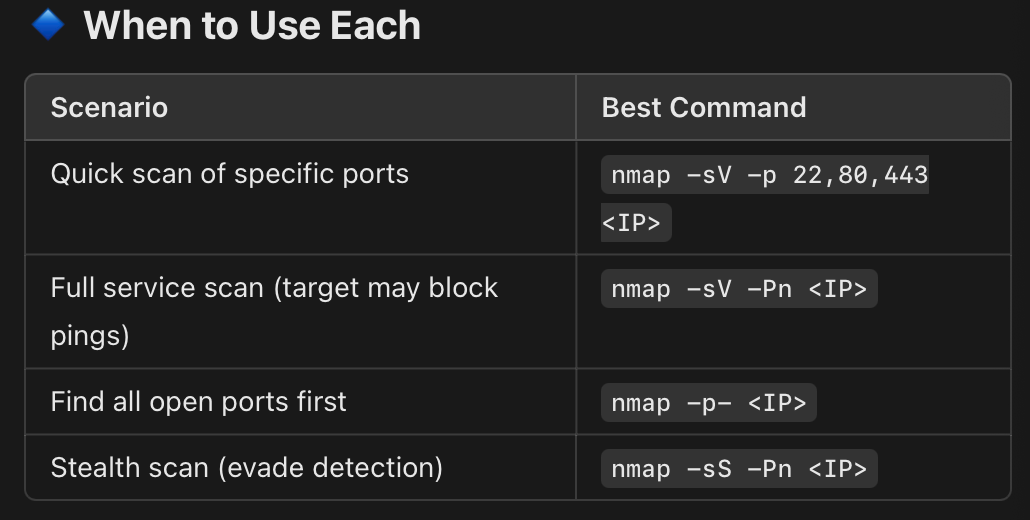 When to Use Each
Scenario
Best Command
Quick scan of specific ports
nmap -sV -p 22,80,443
<IP>
Full service scan (target may block
pings)
nmap -sV -Pn <IP>
Find all open ports first
nmap -p- <IP>
Stealth scan (evade detection)
nmap -sS -Pn <IP>